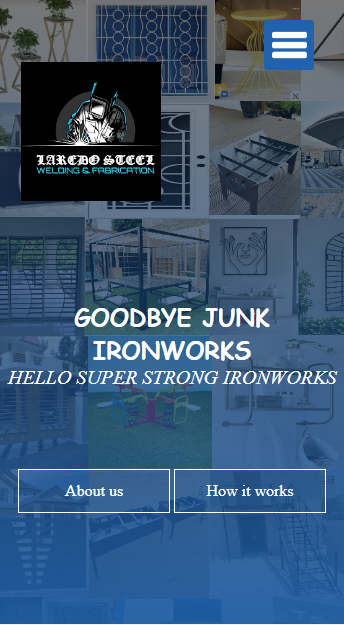 LAREDO STEEL
WELDING & FABRICATION
GOODBYE JUNK
IRONWORKS
HELLO SUPER STRONG IRONWORKS
About us
How it works